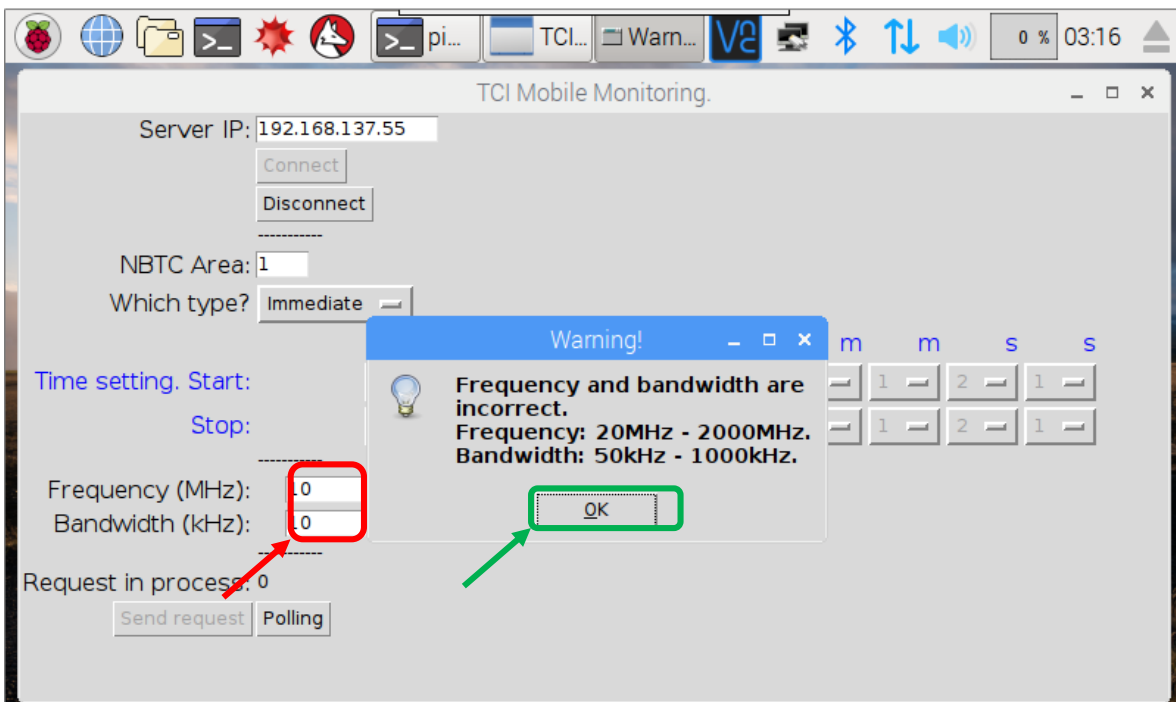 pi...
TCI...
Warn...
0 %
03:16
TCI Mobile Monitoring.
Server IP: 192.168.137.55
Connect
Disconnect
-----------
NBTC Area: 1
Which type? Immediate
Warning!
m m s s
Time setting. Start:
1 2 1
Stop:
1 2 1
Frequency and bandwidth are
incorrect.
Frequency: 20MHz - 2000MHz.
Bandwidth: 50kHz - 1000kHz.
OK
-----------
Frequency (MHz): 10
Bandwidth (kHz): 10
-----------
Request in process: 0
Send request Polling